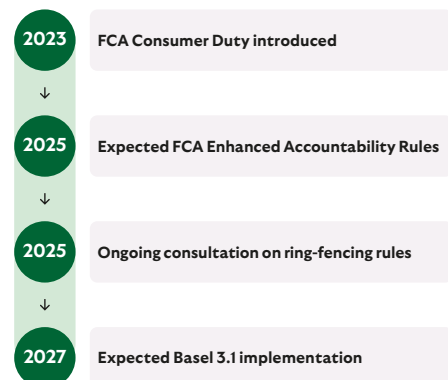 2023
FCA Consumer Duty introduced
2025
Expected FCA Enhanced Accountability Rules
2025
Ongoing consultation on ring-fencing rules
2027
Expected Basel 3.1 implementation